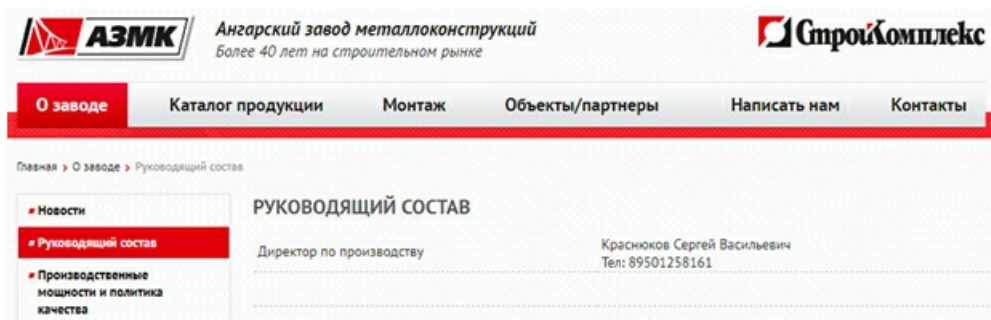 АЗМК
Ангарский завод металлоконструкций
Более 40 лет на строительном рынке
СтройКомплекс
О заводе
Каталог продукции
Монтаж
Объекты/партнеры
Написать нам
Контакты
Главная > О заводе > Руководящий состав
Новости
Руководящий состав
Производственные
мощности и политика
качества
РУКОВОДЯЩИЙ СОСТАВ
Директор по производству
Краснюков Сергей Васильевич
Тел: 89501258161